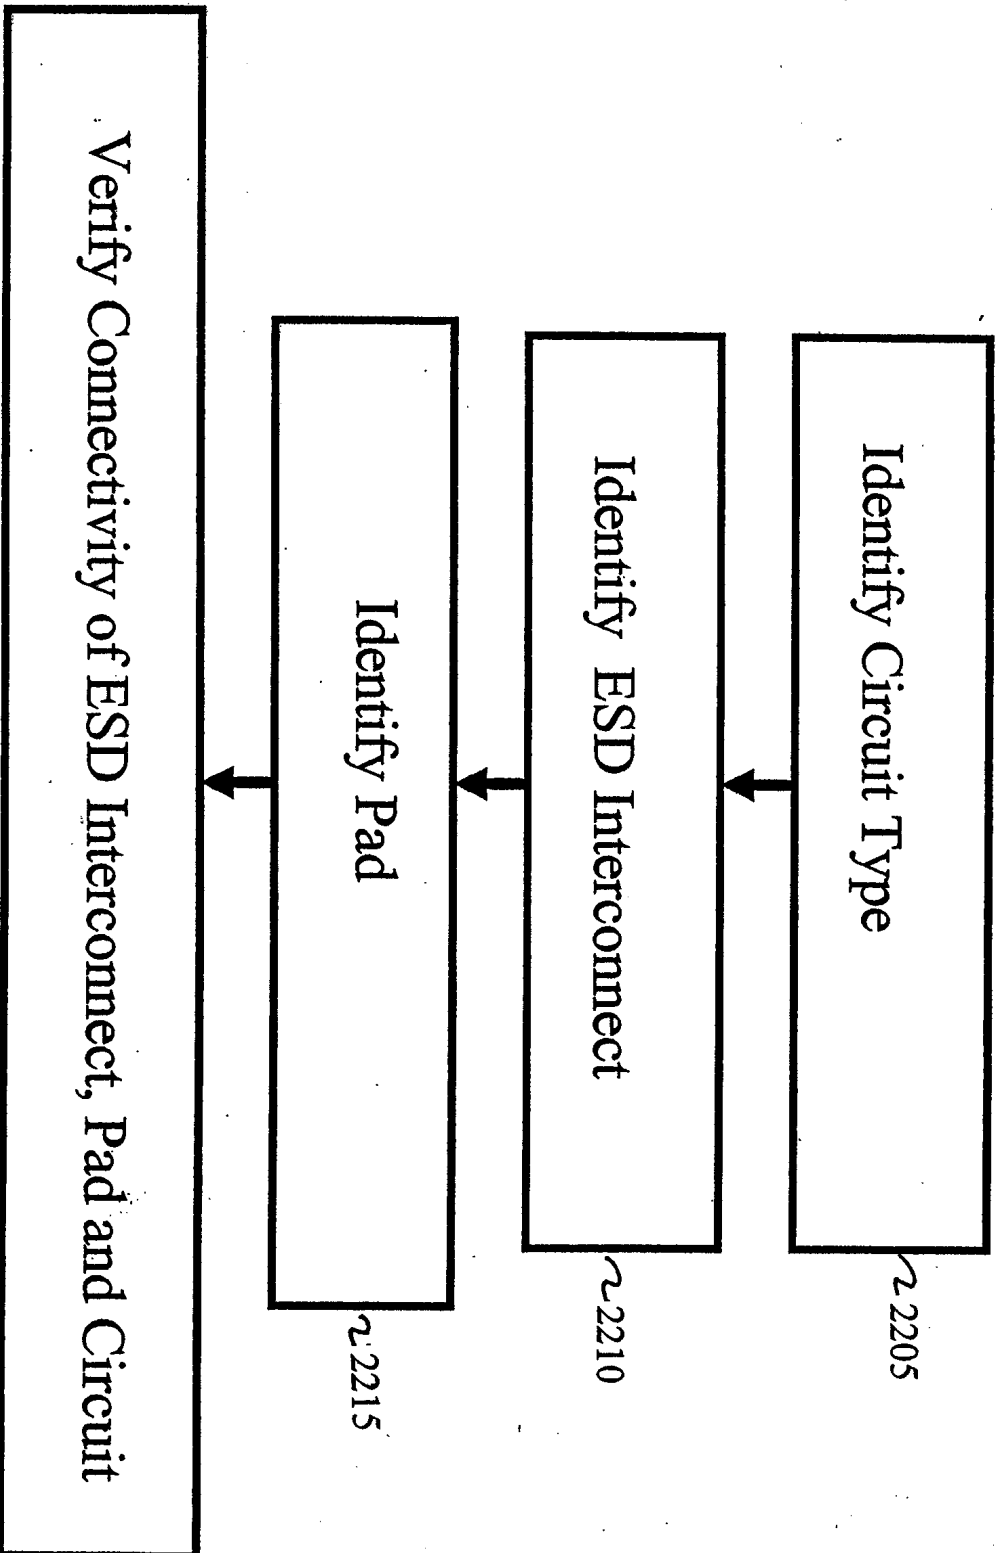 Identify Circuit Type
2205
Identify ESD Interconnect
2210
Identify Pad
2215
Verify Connectivity of ESD Interconnect, Pad and Circuit